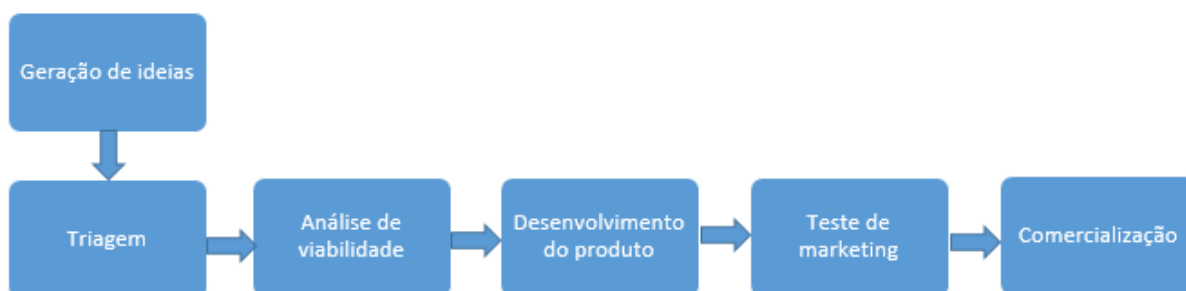 Geração de ideias
Triagem
Análise de
viabilidade
Desenvolvimento
do produto
Teste de
marketing
Comercialização